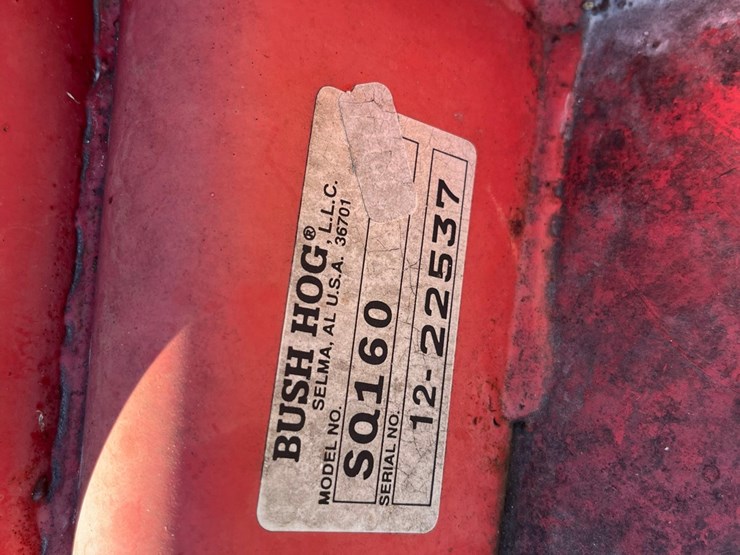 BUSH HOG®, L.L.C.
SELMA, AL U.S.A. 36701
MODEL NO.
SQ160
SERIAL NO.
12-22537